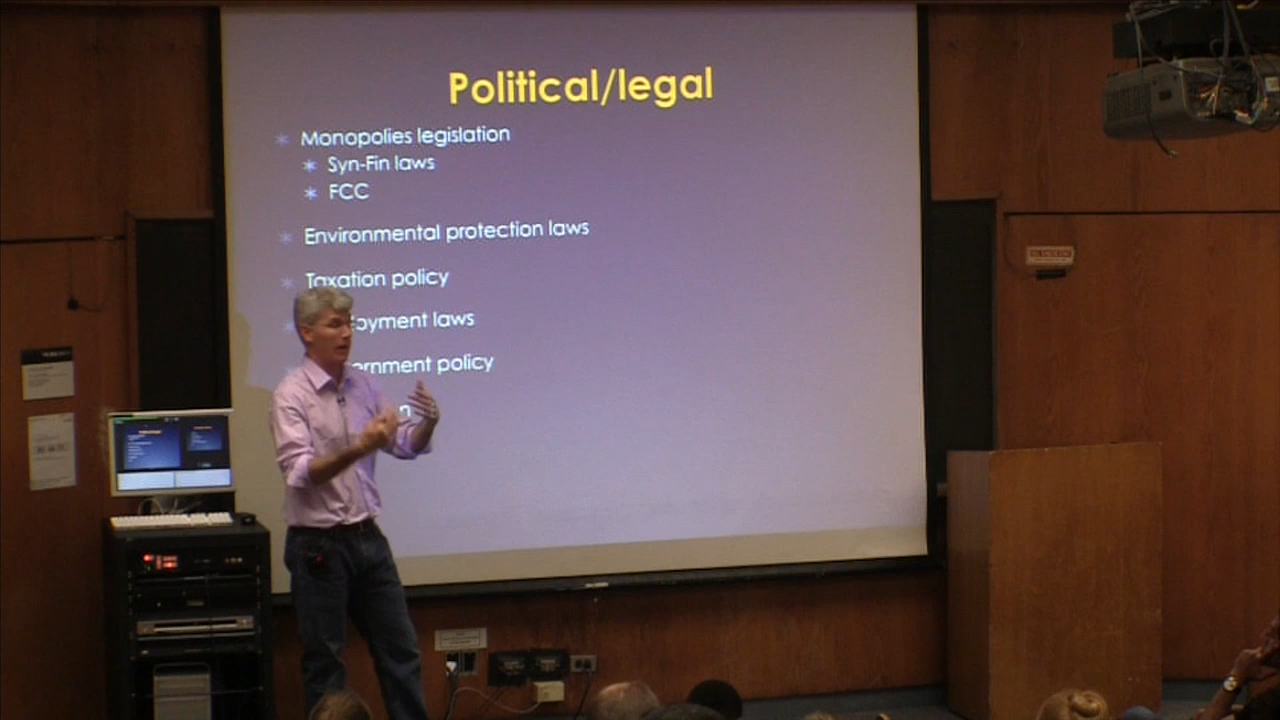 Political/legal
Monopolies legislation
Syn-Fin laws
FCC
Environmental protection laws
Taxation policy
oyment laws
ernment policy
n